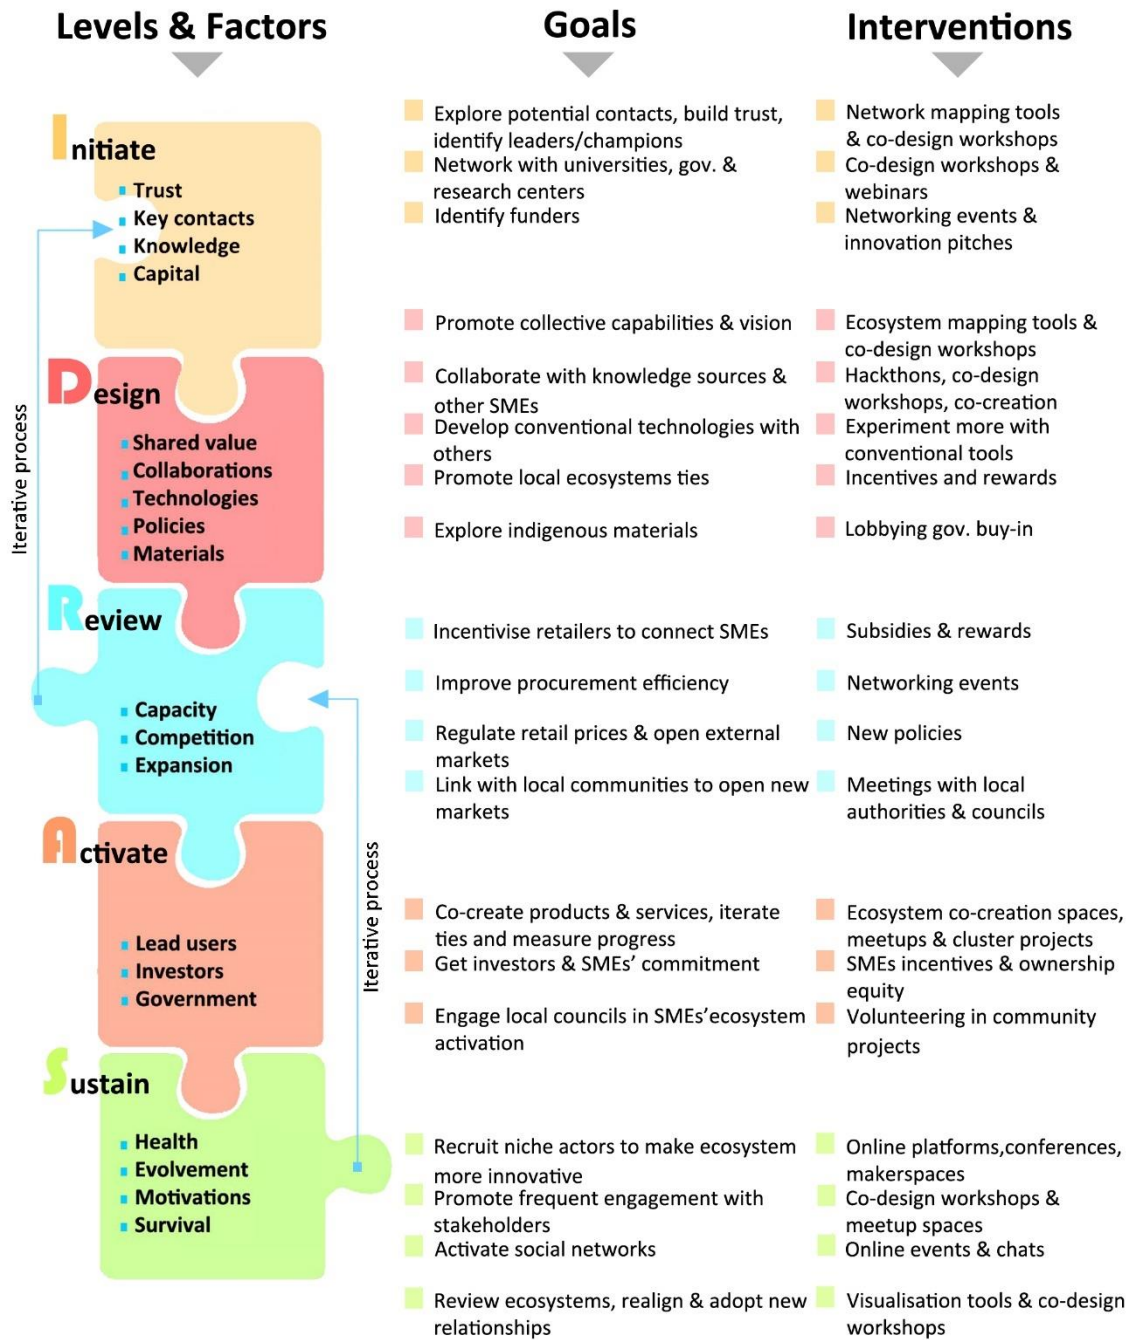 Levels & Factors
Goals
Interventions
Initiate
Trust
Key contacts
Knowledge
Capital
Explore potential contacts, build trust,
identify leaders/champions
Network with universities, gov. &
research centers
Identify funders
Network mapping tools
& co-design workshops
Co-design workshops &
webinars
Networking events &
innovation pitches
Iterative process
Design
Shared value
Collaborations
Technologies
Policies
Materials
Promote collective capabilities & vision
Collaborate with knowledge sources &
other SMEs
Develop conventional technologies with
others
Promote local ecosystems ties
Explore indigenous materials
Ecosystem mapping tools &
co-design workshops
Hackthons, co-design
workshops, co-creation
Experiment more with
conventional tools
Incentives and rewards
Lobbying gov. buy-in
Review
Capacity
Competition
Expansion
Incentivise retailers to connect SMEs
Improve procurement efficiency
Regulate retail prices & open external
markets
Link with local communities to open new
markets
Subsidies & rewards
Networking events
New policies
Meetings with local
authorities & councils
Activate
Lead users
Investors
Government
Iterative process
Co-create products & services, iterate
ties and measure progress
Get investors & SMEs’ commitment
Engage local councils in SMEs’ecosystem
activation
Ecosystem co-creation spaces,
meetups & cluster projects
SMEs incentives & ownership
equity
Volunteering in community
projects
Sustain
Health
Evolvement
Motivations
Survival
Recruit niche actors to make ecosystem
more innovative
Promote frequent engagement with
stakeholders
Activate social networks
Review ecosystems, realign & adopt new
relationships
Online platforms,conferences,
makerspaces
Co-design workshops &
meetup spaces
Online events & chats
Visualisation tools & co-design
workshops